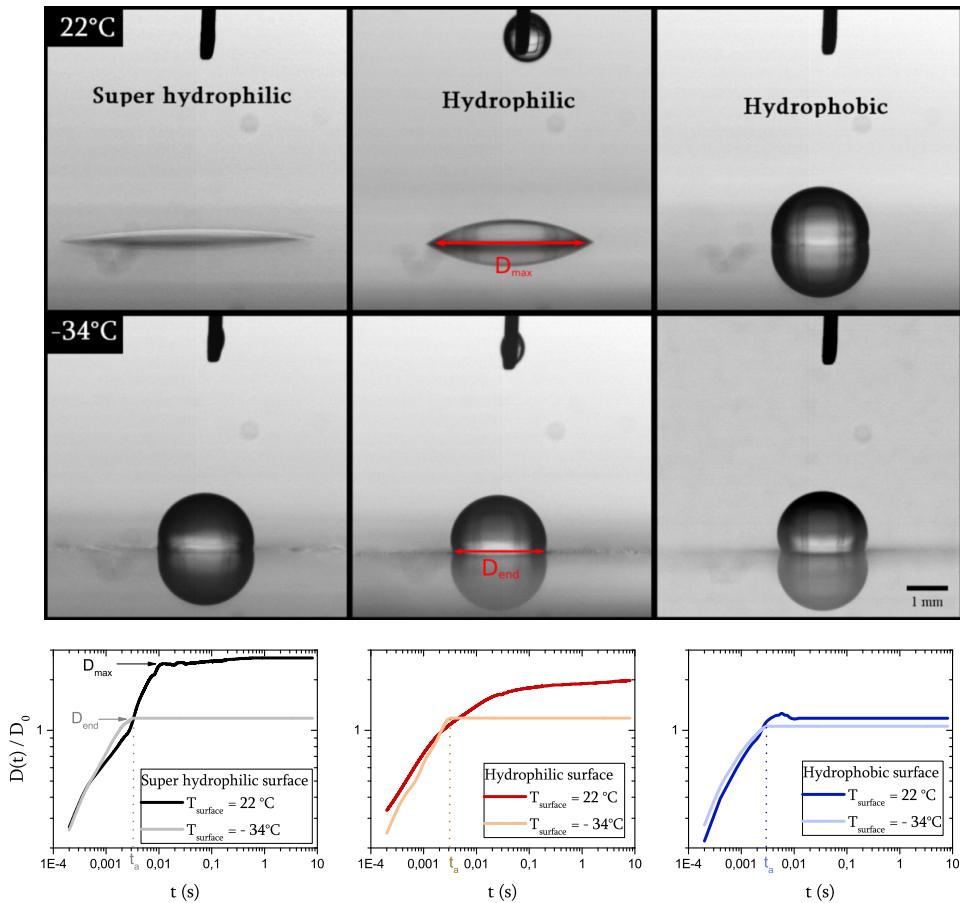 22°C
Super hydrophilic
Hydrophilic
Hydrophobic
Dmax
-34°C
Dend
1 mm
D(t) / D0
1
Dmax
Dend
Super hydrophilic surface
Tsurface = 22 °C
Tsurface = - 34°C
1E-4 0,001 0,01 0,1 1 10
ta
t (s)
1
Hydrophilic surface
Tsurface = 22 °C
Tsurface = - 34°C
1E-4 0,001 0,01 0,1 1 10
ta
t (s)
1
Hydrophobic surface
Tsurface = 22 °C
Tsurface = - 34°C
1E-4 0,001 0,01 0,1 1 10
ta
t (s)